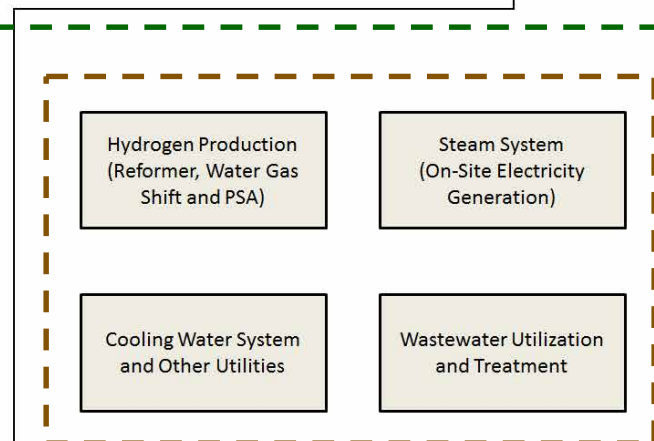 Hydrogen Production
(Reformer, Water Gas
Shift and PSA)
Steam System
(On-Site Electricity
Generation)
Cooling Water System
and Other Utilities
Wastewater Utilization
and Treatment